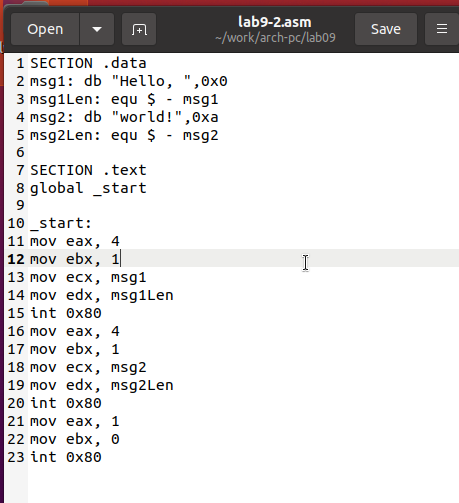 Open
lab9-2.asm
~/work/arch-pc/lab09
Save
1 SECTION .data
2 msg1: db "Hello, ",0x0
3 msg1Len: equ $ - msg1
4 msg2: db "world!",0xa
5 msg2Len: equ $ - msg2
6
7 SECTION .text
8 global _start
9
10 _start:
11 mov eax, 4
12 mov ebx, 1
13 mov ecx, msg1
14 mov edx, msg1Len
15 int 0x80
16 mov eax, 4
17 mov ebx, 1
18 mov ecx, msg2
19 mov edx, msg2Len
20 int 0x80
21 mov eax, 1
22 mov ebx, 0
23 int 0x80